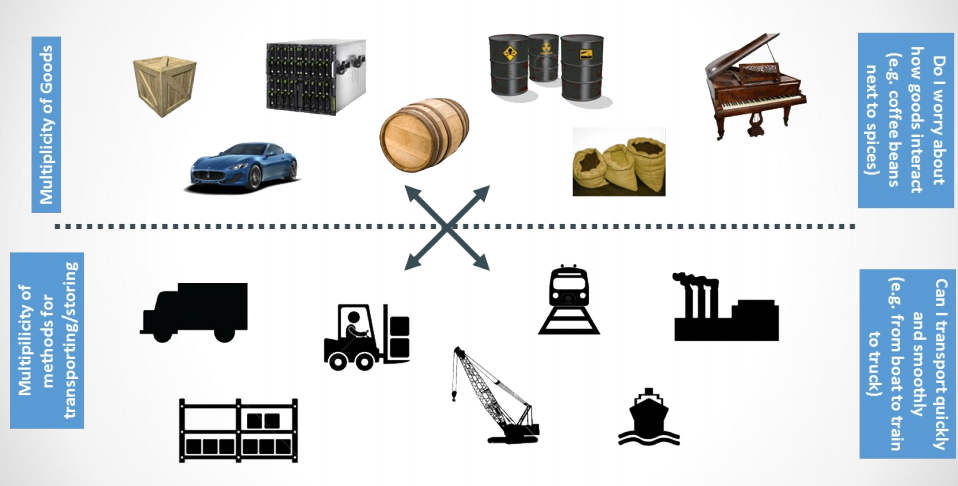 Multiplicity of Goods
Do I worry about
how goods interact
(e.g. coffee beans
next to spices)
Multipilicity of
methods for
transporting/storing
Can I transport quickly
and smoothly
(e.g. from boat to train
to truck)